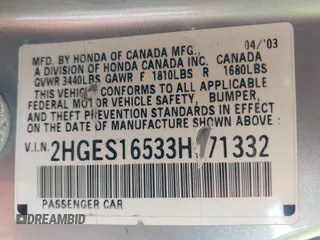 MFD. BY HONDA OF CANADA MFG., 04/'03
A DIVISION OF HONDA CANADA INC. CANADA
GVWR 3440LBS GAWR F 1810LBS R 1680LBS
THIS VEHICLE CONFORMS TO ALL APPLICABLE
FEDERAL MOTOR VEHICLE SAFETY, BUMPER,
AND THEFT PREVENTION STANDARDS IN EFFECT
ON THE DATE OF MANUFACTURE SHOWN ABOVE.
V.I.N. 2HGES16533H 71332
PASSENGER CAR
DREAMBID